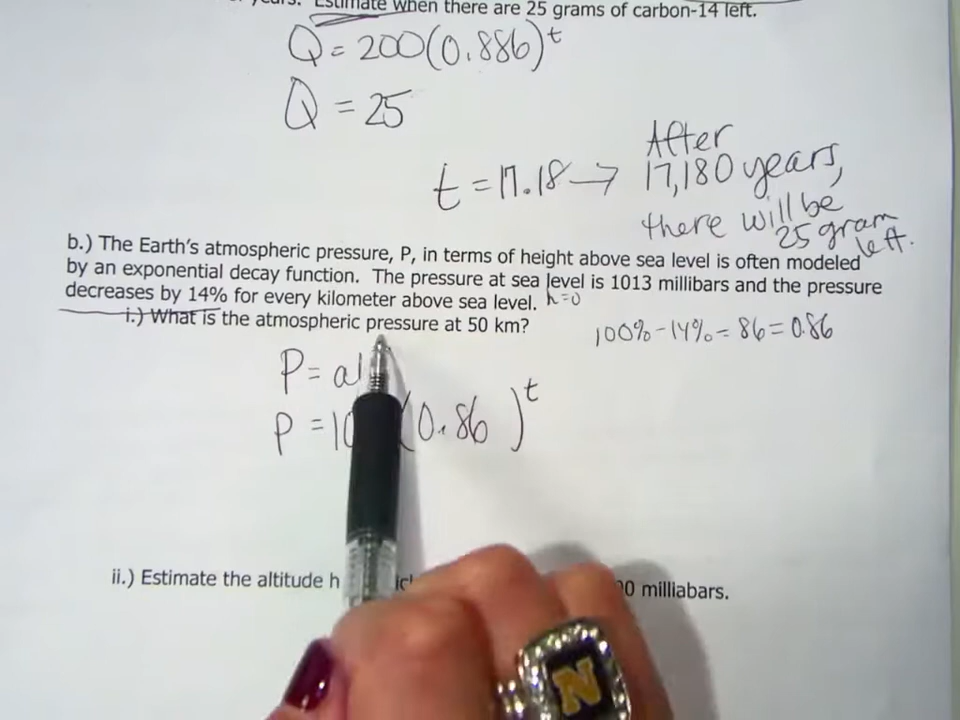 years. Estimate when there are 25 grams of carbon-14 left.
Q = 200(0.886)^t
Q = 25
t = 17.18 → After
17,180 years,
there will be
25 gram
left.
b.) The Earth's atmospheric pressure, P, in terms of height above sea level is often modeled
by an exponential decay function. The pressure at sea level is 1013 millibars and the pressure
decreases by 14% for every kilometer above sea level. h=0
i.) What is the atmospheric pressure at 50 km?
100% - 14% = 86 = 0.86
P = a
P = 10 (0.86)^t
ii.) Estimate the altitude h
milliabars.
N